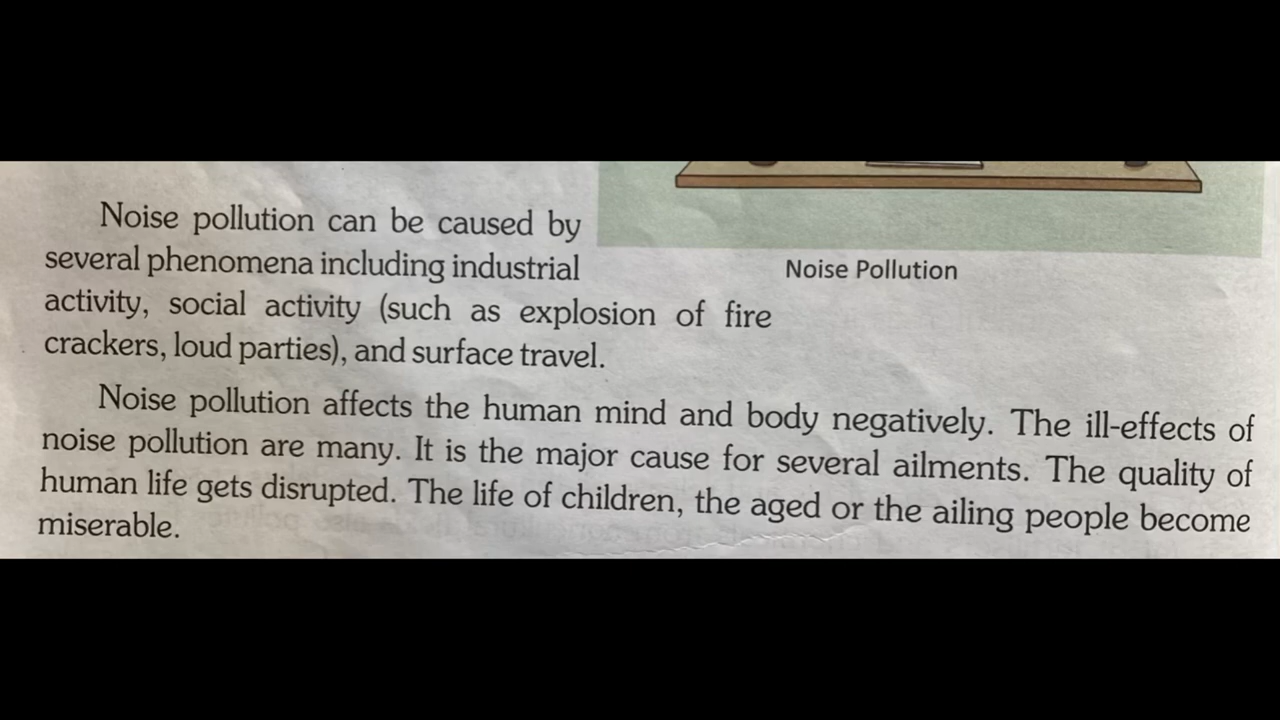 Noise pollution can be caused by
several phenomena including industrial
activity, social activity (such as explosion of fire
crackers, loud parties), and surface travel.
Noise Pollution
Noise pollution affects the human mind and body negatively. The ill-effects of
noise pollution are many. It is the major cause for several ailments. The quality of
human life gets disrupted. The life of children, the aged or the ailing people become
miserable.